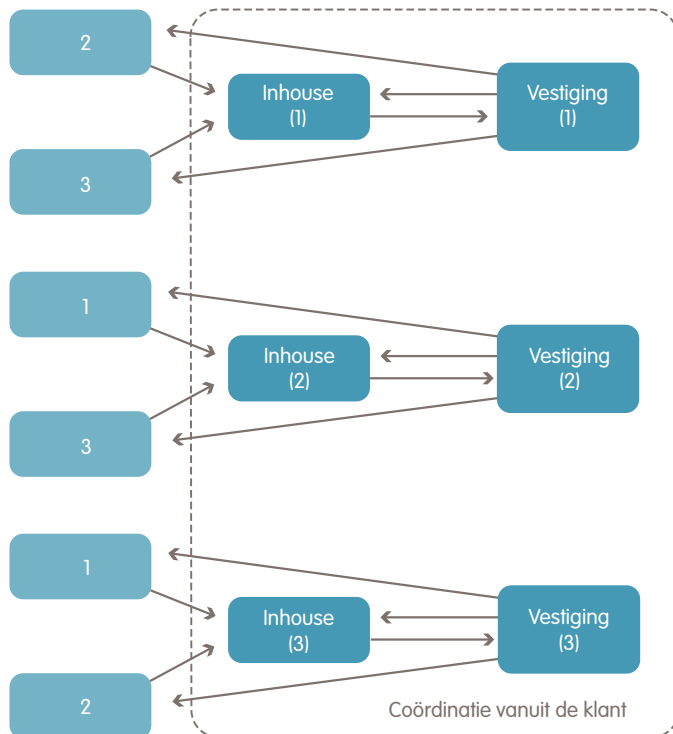 2
Inhouse
(1)
Vestiging
(1)
3
1
Inhouse
(2)
Vestiging
(2)
3
1
Inhouse
(3)
Vestiging
(3)
2
Coördinatie vanuit de klant